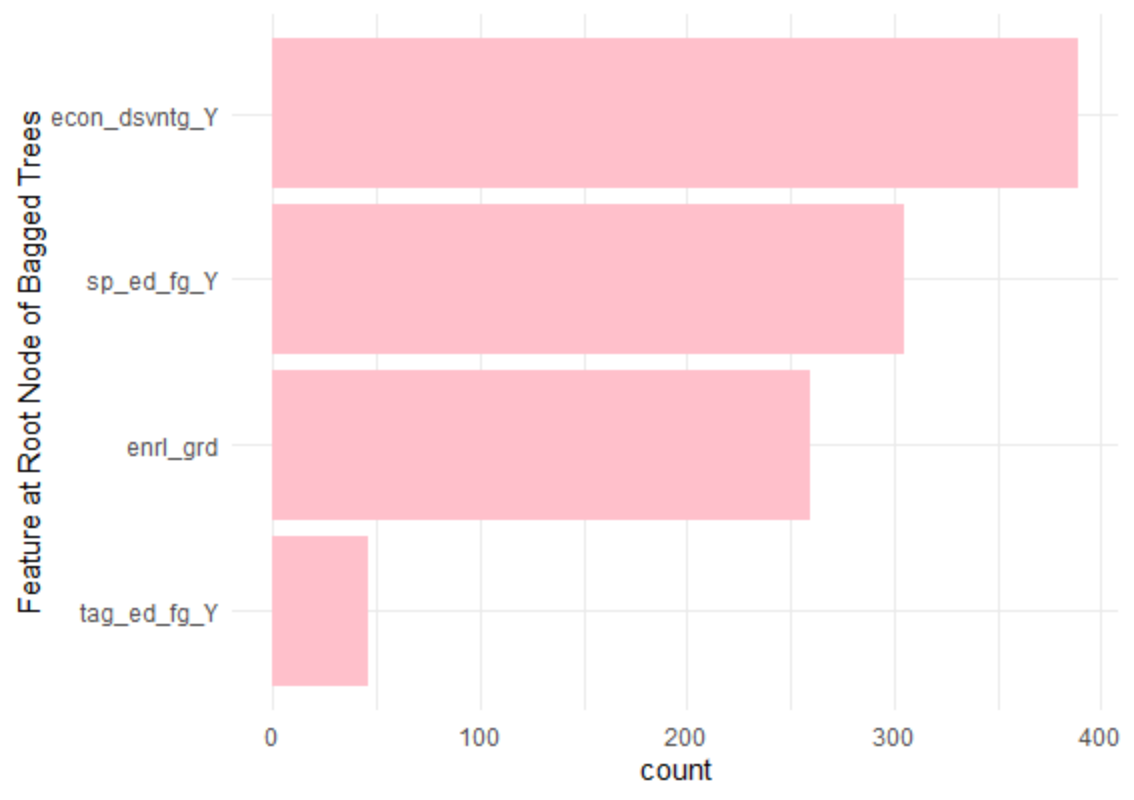 Feature at Root Node of Bagged Trees
econ_dsvntg_Y
sp_ed_fg_Y
enrl_grd
tag_ed_fg_Y
0 100 200 300 400
count